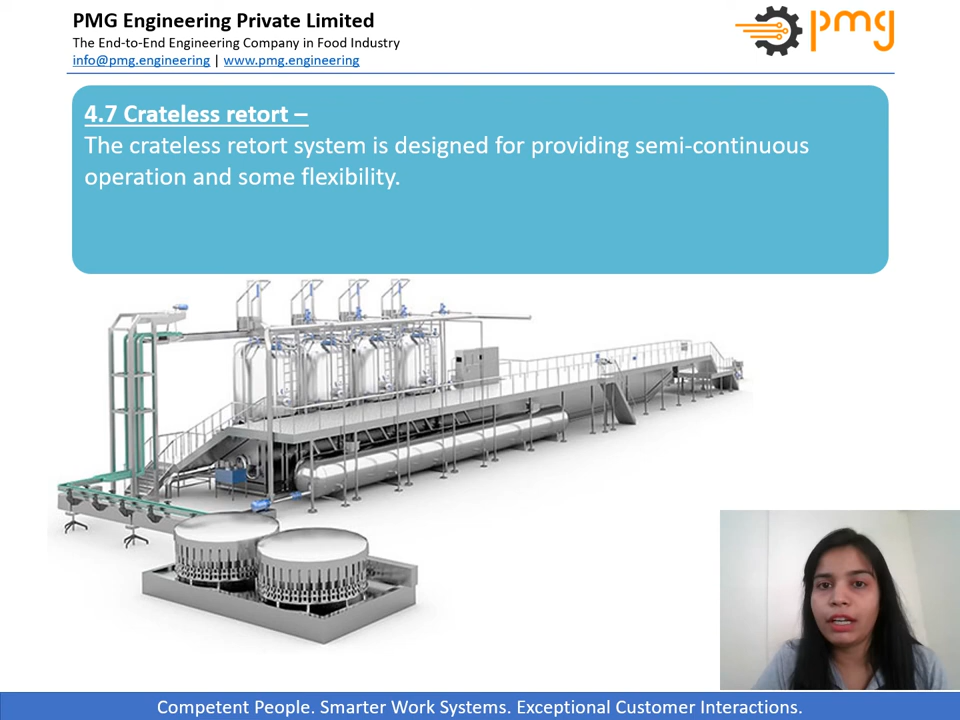 PMG Engineering Private Limited
The End-to-End Engineering Company in Food Industry
info@pmg.engineering | www.pmg.engineering
pmg
4.7 Crateless retort –
The crateless retort system is designed for providing semi-continuous
operation and some flexibility.
Competent People. Smarter Work Systems. Exceptional Customer Interactions.